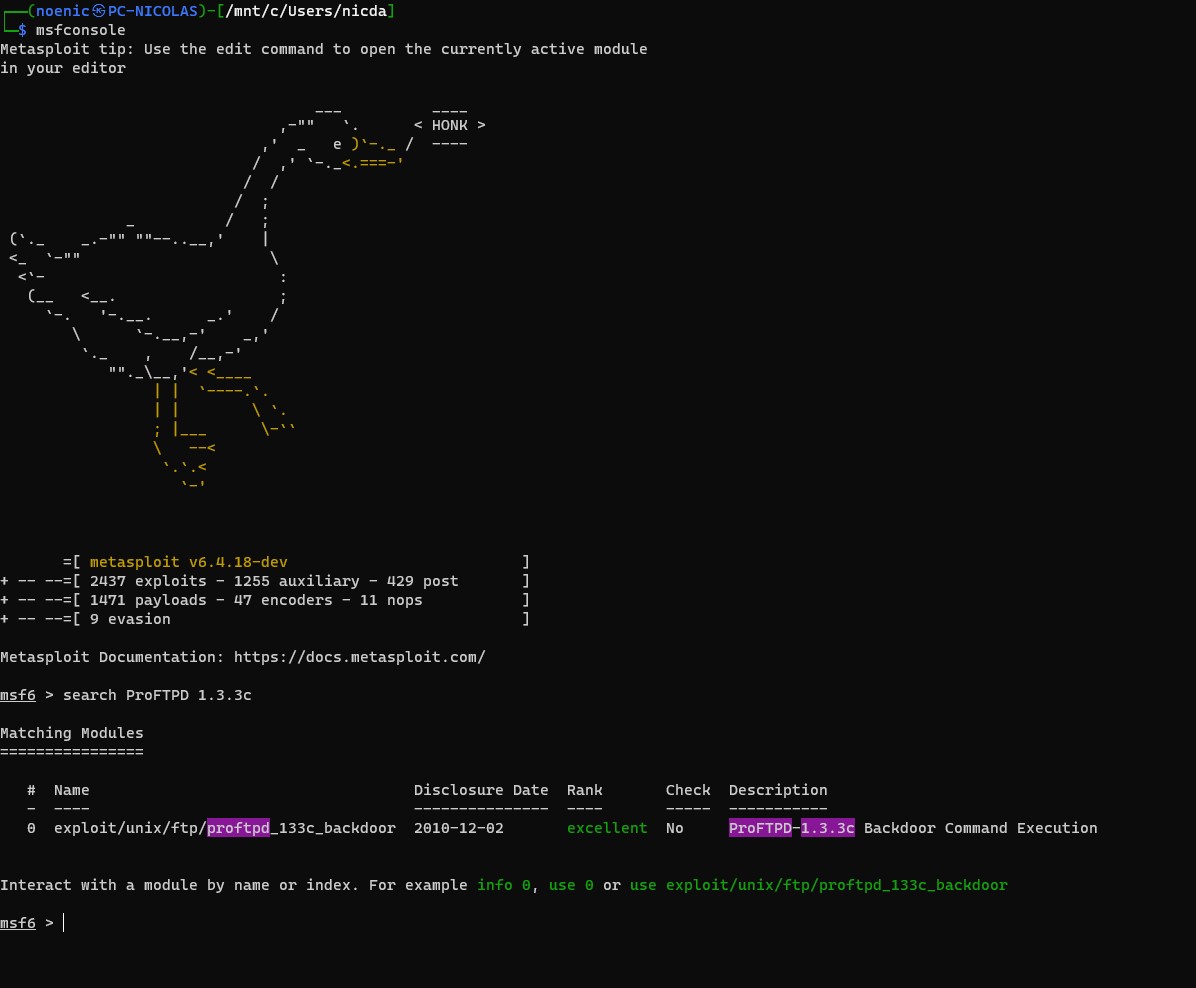 ┌──(noenic㉿PC-NICOLAS)-[/mnt/c/Users/nicda]
└─$ msfconsole
Metasploit tip: Use the edit command to open the currently active module
in your editor
< HONK >
=[ metasploit v6.4.18-dev ]
+ -- --=[ 2437 exploits - 1255 auxiliary - 429 post ]
+ -- --=[ 1471 payloads - 47 encoders - 11 nops ]
+ -- --=[ 9 evasion ]
Metasploit Documentation: https://docs.metasploit.com/
msf6 > search ProFTPD 1.3.3c
Matching Modules
================
# Name Disclosure Date Rank Check Description
- ---- --------------- ---- ----- -----------
0 exploit/unix/ftp/proftpd_133c_backdoor 2010-12-02 excellent No ProFTPD-1.3.3c Backdoor Command Execution
Interact with a module by name or index. For example info 0, use 0 or use exploit/unix/ftp/proftpd_133c_backdoor
msf6 >